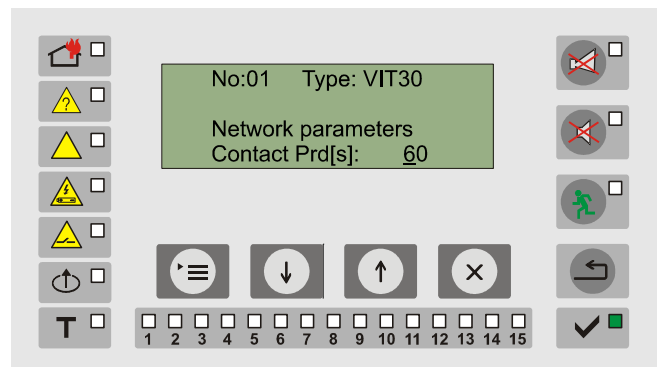 No:01 Type: VIT30
Network parameters
Contact Prd[s]: 60
?
T
1 2 3 4 5 6 7 8 9 10 11 12 13 14 15